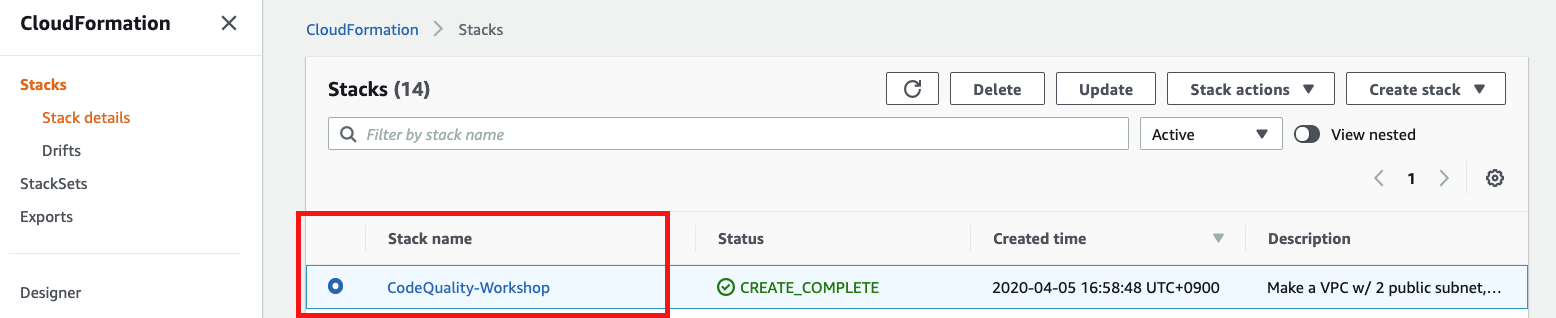 CloudFormation
Stacks
Stack details
Drifts
StackSets
Exports
Designer
CloudFormation > Stacks
Stacks (14)
Delete
Update
Stack actions
Create stack
Filter by stack name
Active
View nested
1
Stack name Status Created time Description
CodeQuality-Workshop CREATE_COMPLETE 2020-04-05 16:58:48 UTC+0900 Make a VPC w/ 2 public subnet,...